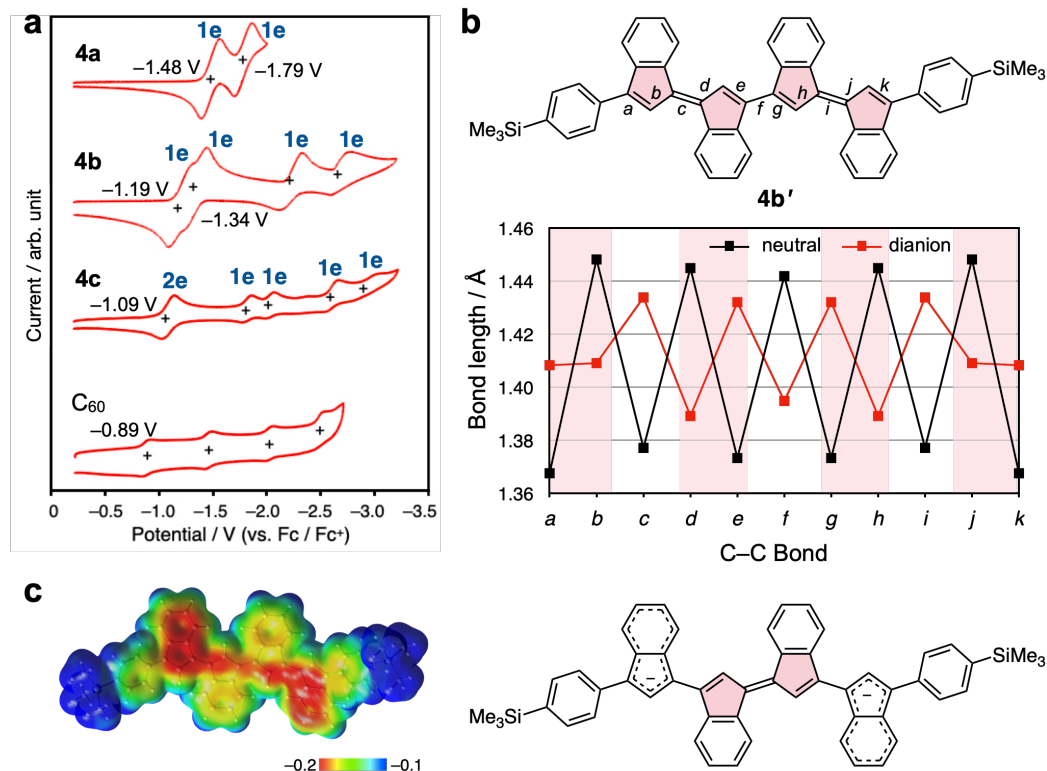 a
1e 1e
4a
−1.48 V
−1.79 V
1e 1e 1e 1e
4b
−1.19 V
−1.34 V
2e 1e 1e 1e 1e
4c
−1.09 V
C60
−0.89 V
Current / arb. unit
0 −1.0 −1.0 −1.5 −2.0 −2.5 −3.0 −3.5
Potential / V (vs. Fc / Fc+)
b
SiMe3
a b c d e f g h i j k
Me3Si
4b′
neutral dianion
1.46
1.44
1.42
1.40
1.38
1.36
Bond length / Å
a b c d e f g h i j k
C–C Bond
c
−0.2 −0.1
SiMe3
− −
Me3Si